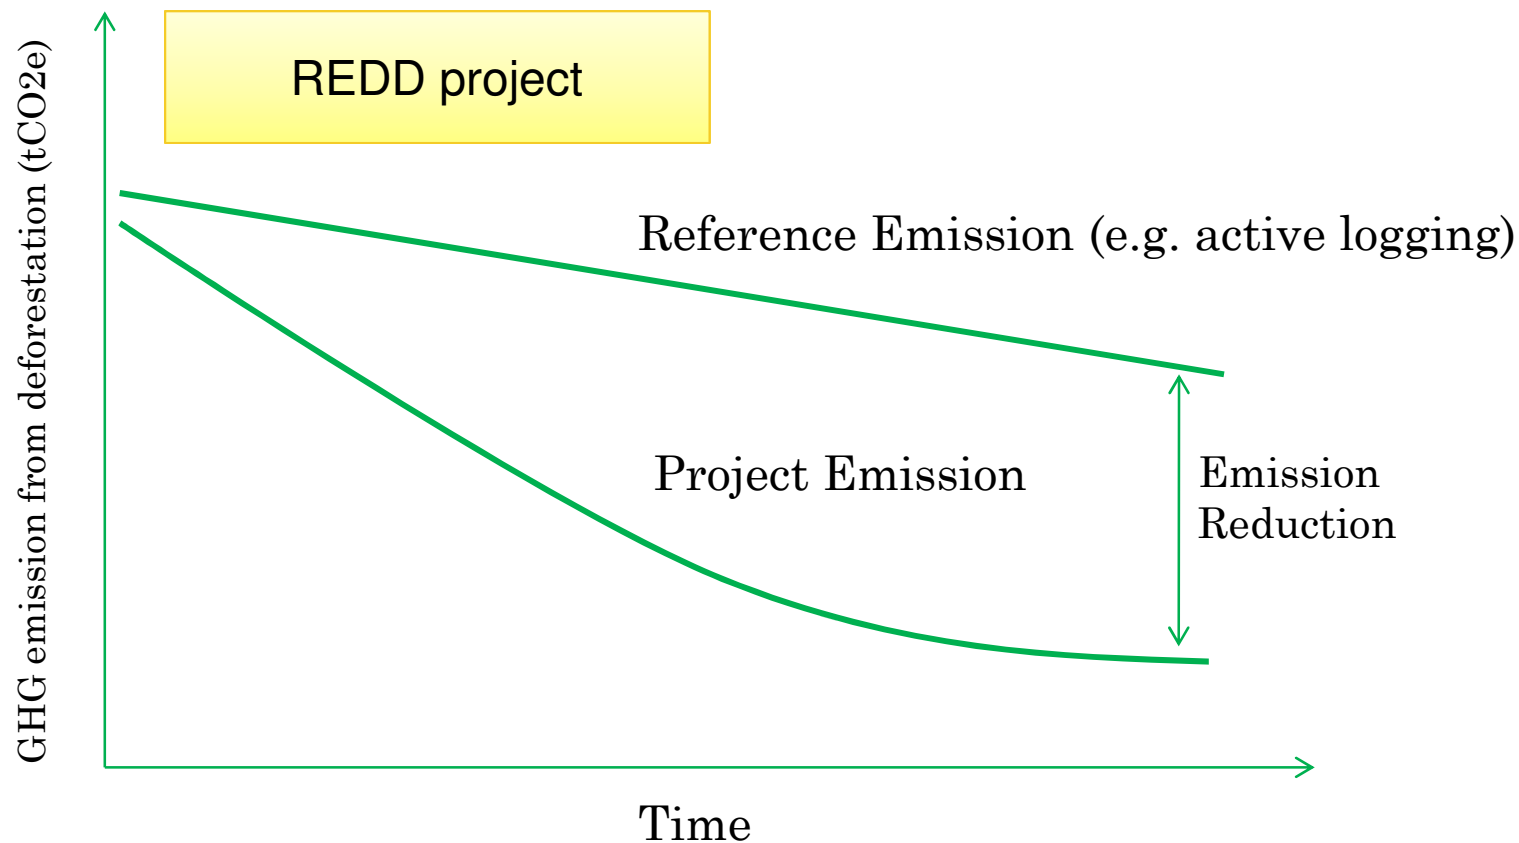 REDD project
GHG emission from deforestation (tCO2e)
Reference Emission (e.g. active logging)
Project Emission
Emission
Reduction
Time